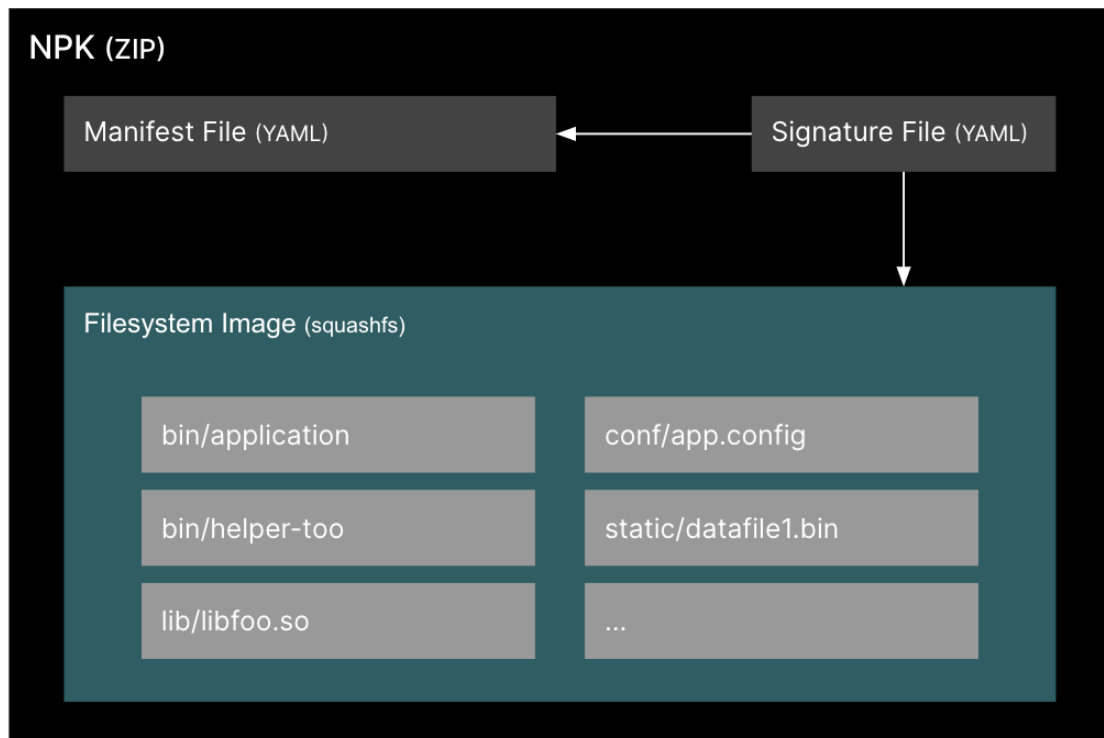 NPK (ZIP)
Manifest File (YAML)
Signature File (YAML)
Filesystem Image (squashfs)
bin/application
conf/app.config
bin/helper-too
static/datafile1.bin
lib/libfoo.so
...